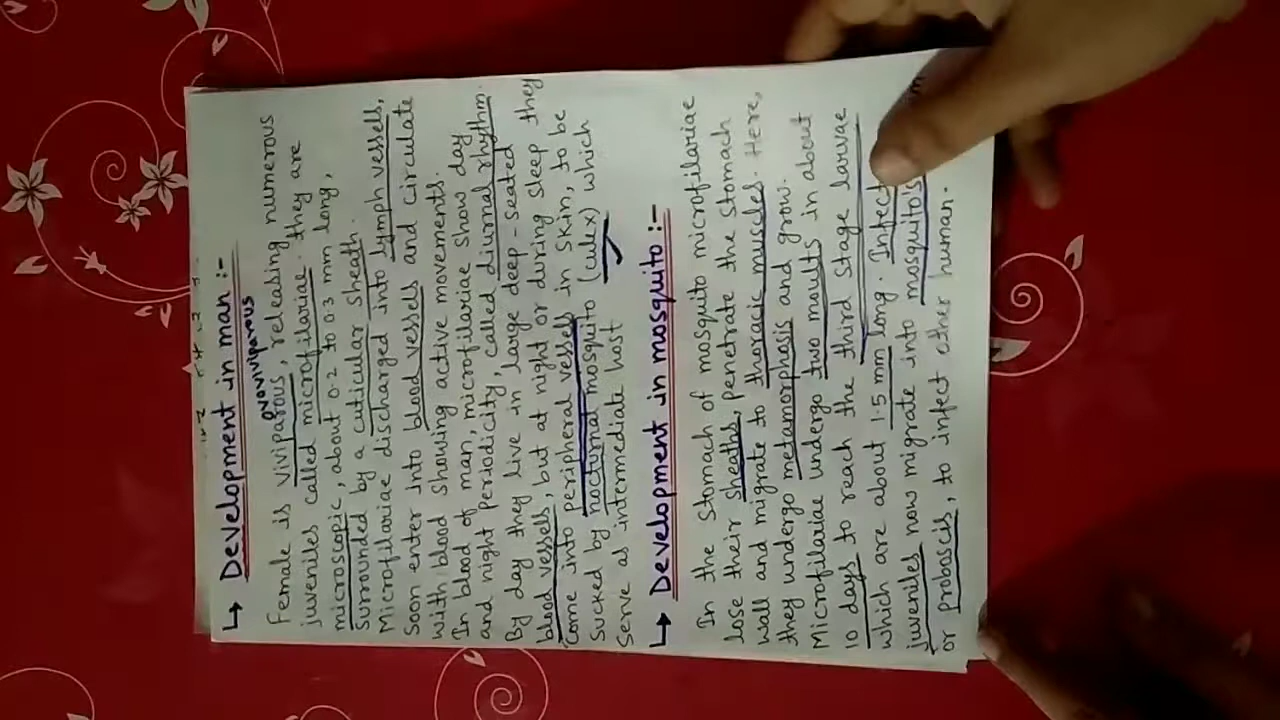 ↳ Development in man :-
ovoviviparous
Female is viviparous, releasing numerous
juveniles called microfilariae. they are
microscopic, about 0.2 to 0.3 mm long,
surrounded by a cuticular sheath.
Microfilariae discharged into lymph vessels,
Soon enter into blood vessels and circulate
with blood showing active movements.
In blood of man, microfilariae show day
and night periodicity, called diurnal rhythm.
By day they live in large deep-seated
blood vessels, but at night or during sleep they
come into peripheral vessels in skin, to be
sucked by nocturnal mosquito (culex) which
serve as intermediate host
↳ Development in mosquito :-
In the stomach of mosquito microfilariae
lose their sheaths, penetrate the stomach
wall and migrate to thoracic muscles. Here,
they undergo metamorphasis and grow.
Microfilariae undergo two moults in about
10 days to reach the third stage larvae
which are about 1.5 mm long. Infect
juveniles now migrate into mosquito's
or proboscis, to infect other human.